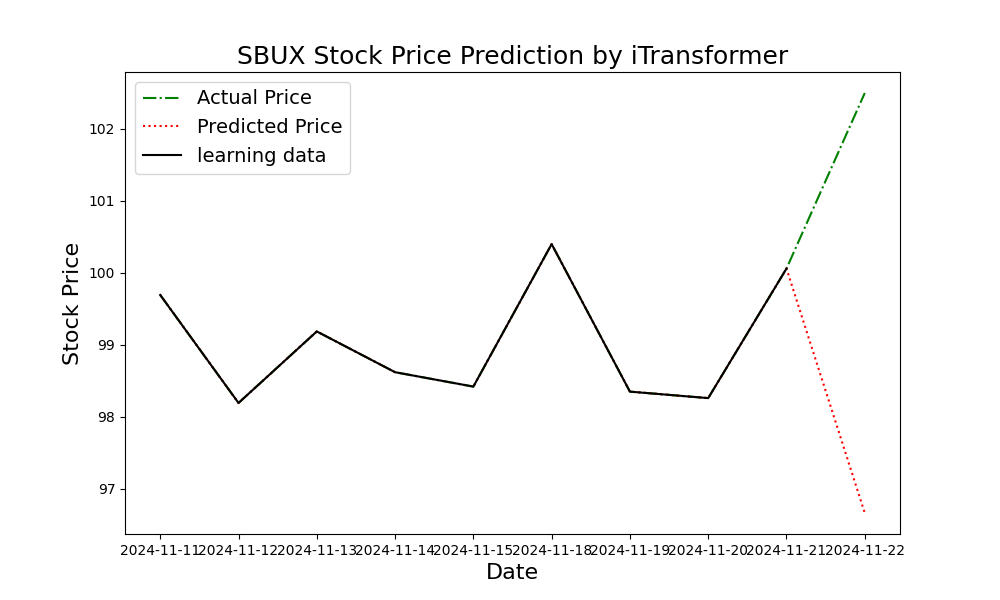 SBUX Stock Price Prediction by iTransformer
Actual Price
Predicted Price
learning data
Stock Price
102
101
100
99
98
97
2024-11-11
2024-11-12
2024-11-13
2024-11-14
2024-11-15
2024-11-18
2024-11-19
2024-11-20
2024-11-21
2024-11-22
Date